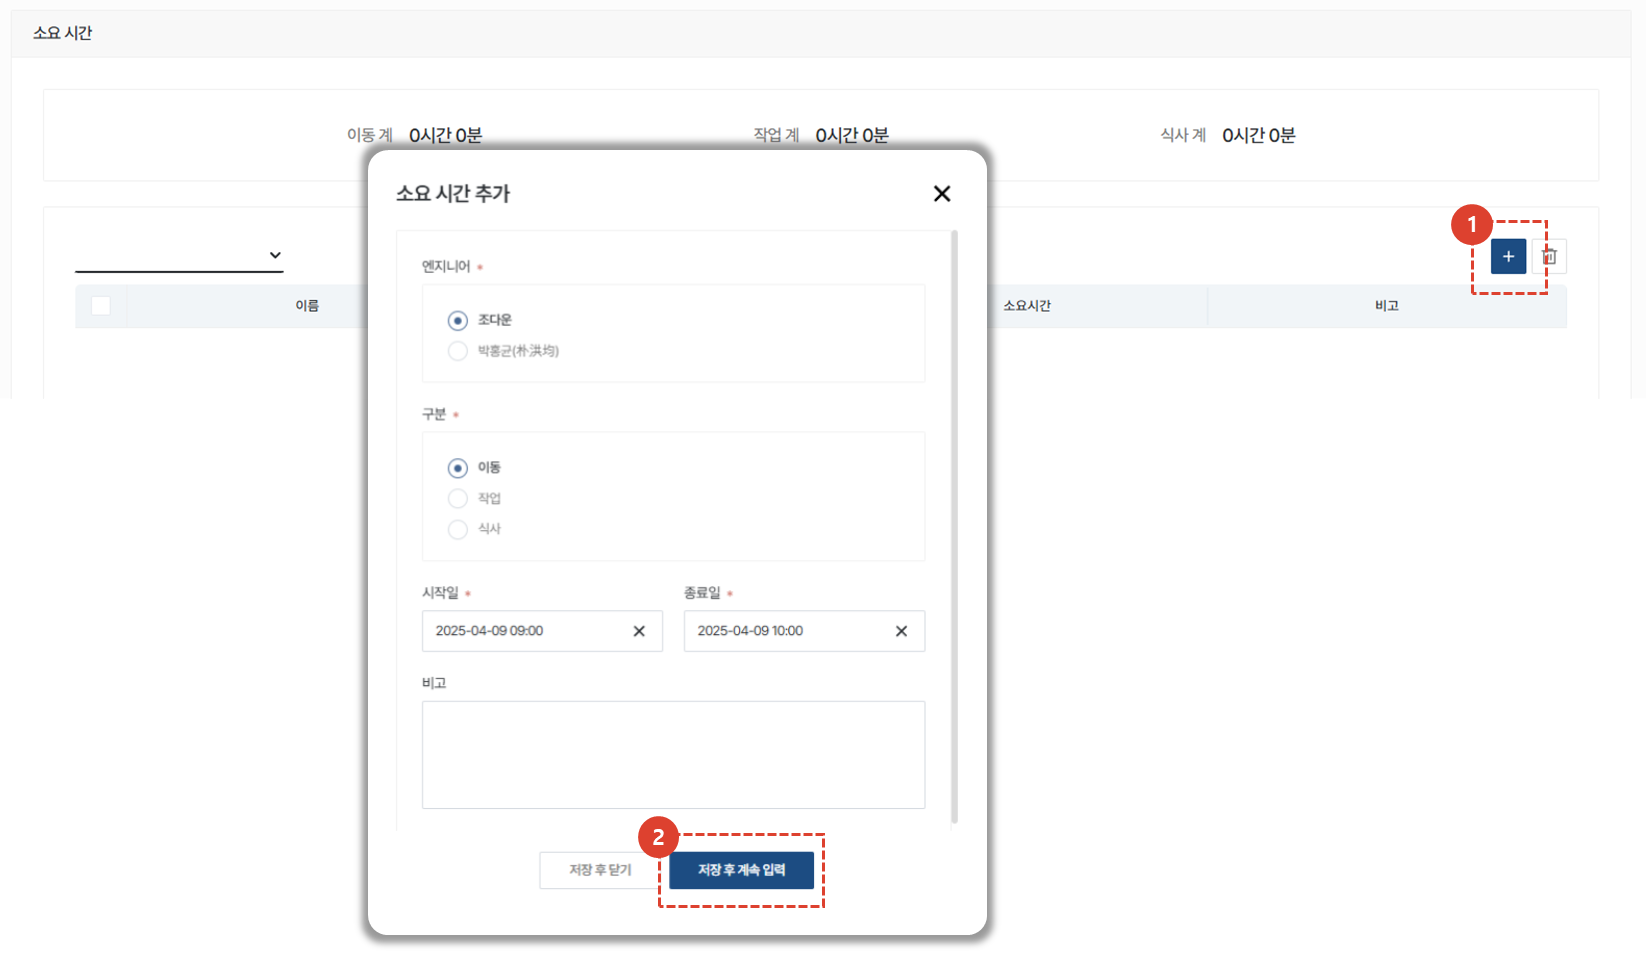 소요 시간
이동 계 0시간 0분 작업 계 0시간 0분 식사 계 0시간 0분
소요 시간 추가
1
+
이름 소요시간 비고
엔지니어 *
조다운
박홍균(朴洪均)
구분 *
이동
작업
식사
시작일 * 종료일 *
2025-04-09 09:00 2025-04-09 10:00
비고
2
저장 후 닫기 저장 후 계속 입력